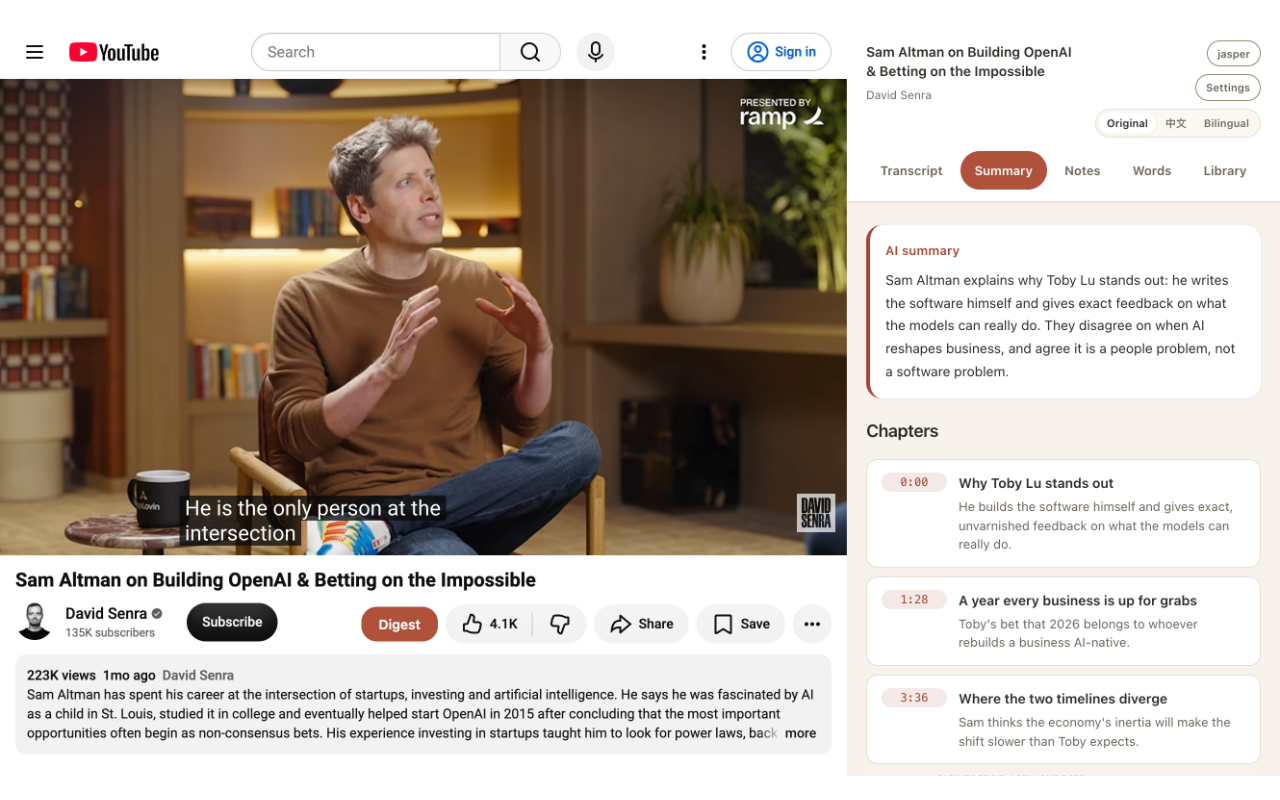 YouTube
Search
Sign in
PRESENTED BY
ramp
He is the only person at the
intersection
DAVID
SENRA
Sam Altman on Building OpenAI & Betting on the Impossible
David Senra
135K subscribers
Subscribe
Digest
4.1K
Share
Save
223K views 1mo ago David Senra
Sam Altman has spent his career at the intersection of startups, investing and artificial intelligence. He says he was fascinated by AI
as a child in St. Louis, studied it in college and eventually helped start OpenAI in 2015 after concluding that the most important
opportunities often begin as non-consensus bets. His experience investing in startups taught him to look for power laws, back more
Sam Altman on Building OpenAI
& Betting on the Impossible
David Senra
jasper
Settings
Original 中文 Bilingual
Transcript Summary Notes Words Library
AI summary
Sam Altman explains why Toby Lu stands out: he writes
the software himself and gives exact feedback on what
the models can really do. They disagree on when AI
reshapes business, and agree it is a people problem, not
a software problem.
Chapters
0:00 Why Toby Lu stands out
He builds the software himself and gives exact,
unvarnished feedback on what the models can
really do.
1:28 A year every business is up for grabs
Toby's bet that 2026 belongs to whoever
rebuilds a business AI-native.
3:36 Where the two timelines diverge
Sam thinks the economy's inertia will make the
shift slower than Toby expects.